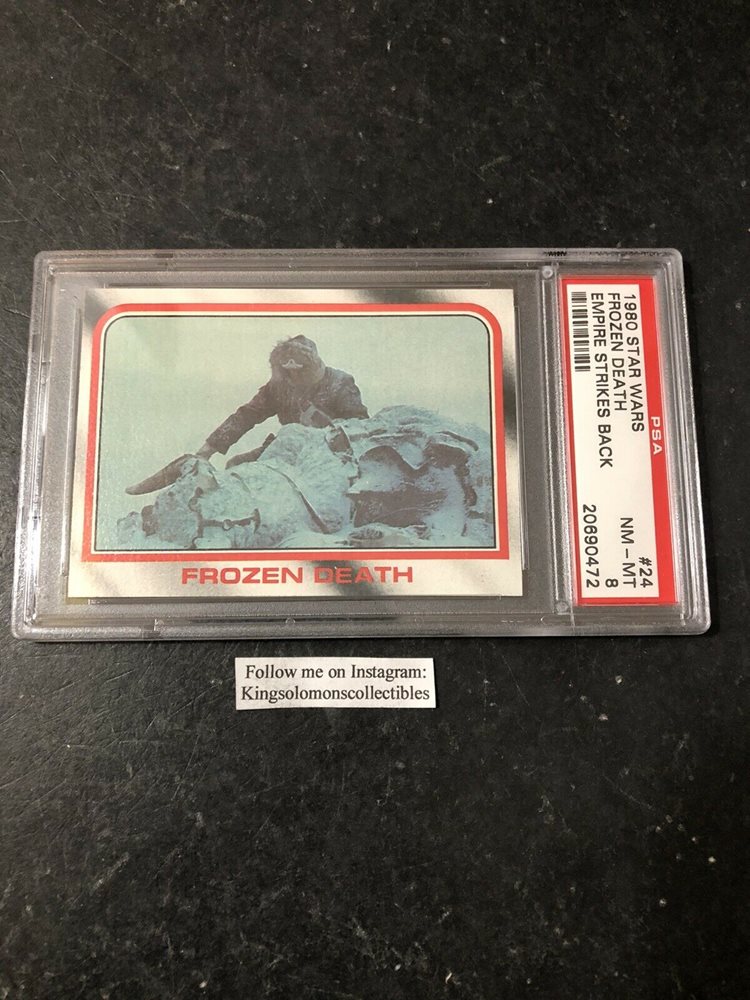 FROZEN DEATH
PSA
1980 STAR WARS
#24
FROZEN DEATH
NM - MT
EMPIRE STRIKES BACK
8
20690472
Follow me on Instagram:
Kingsolomonscollectibles